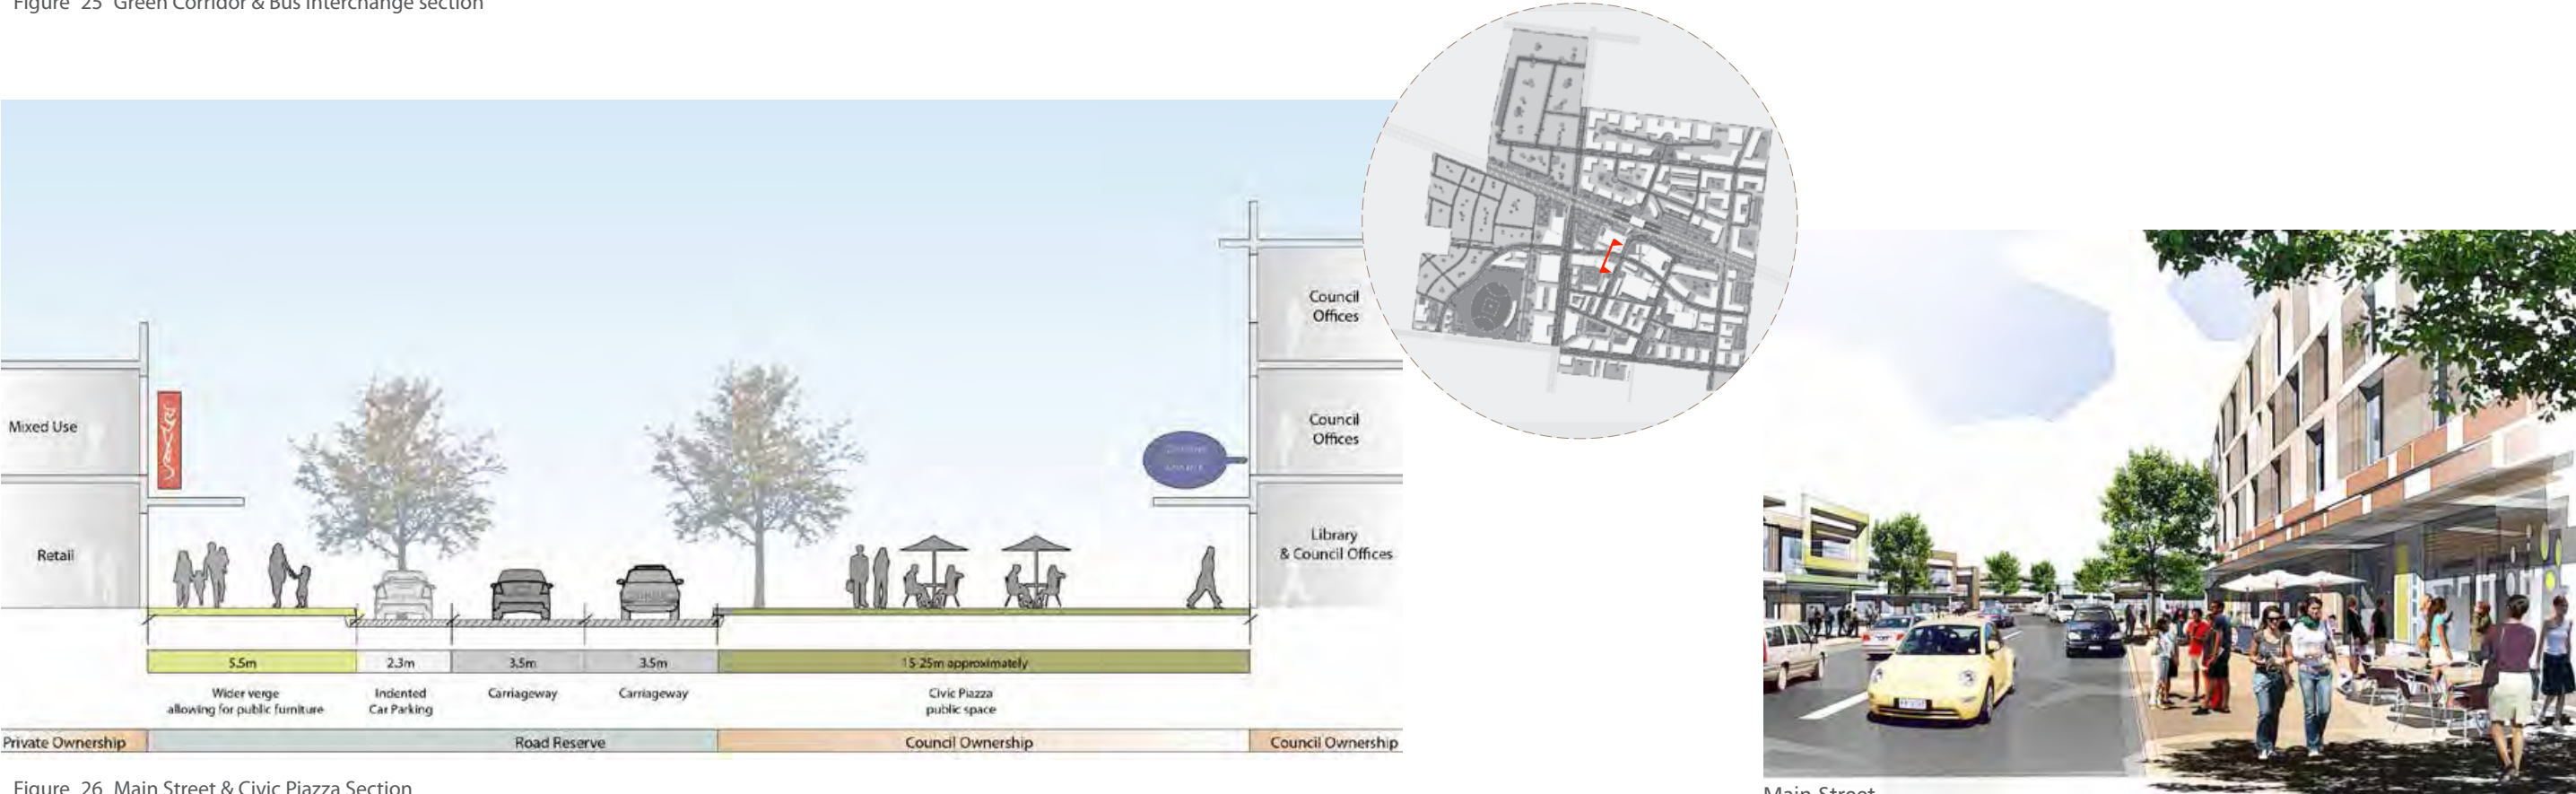 Figure 25 Green Corridor & Bus Interchange section
Council
Offices
Mixed Use
Council
Offices
Retail
Library
& Council Offices
5.5m
2.3m
3.5m
3.5m
15-25m approximately
Wider verge
allowing for public furniture
Indented
Car Parking
Carriageway
Carriageway
Civic Piazza
public space
Private Ownership
Road Reserve
Council Ownership
Council Ownership
Figure 26 Main Street & Civic Piazza Section
Main Street